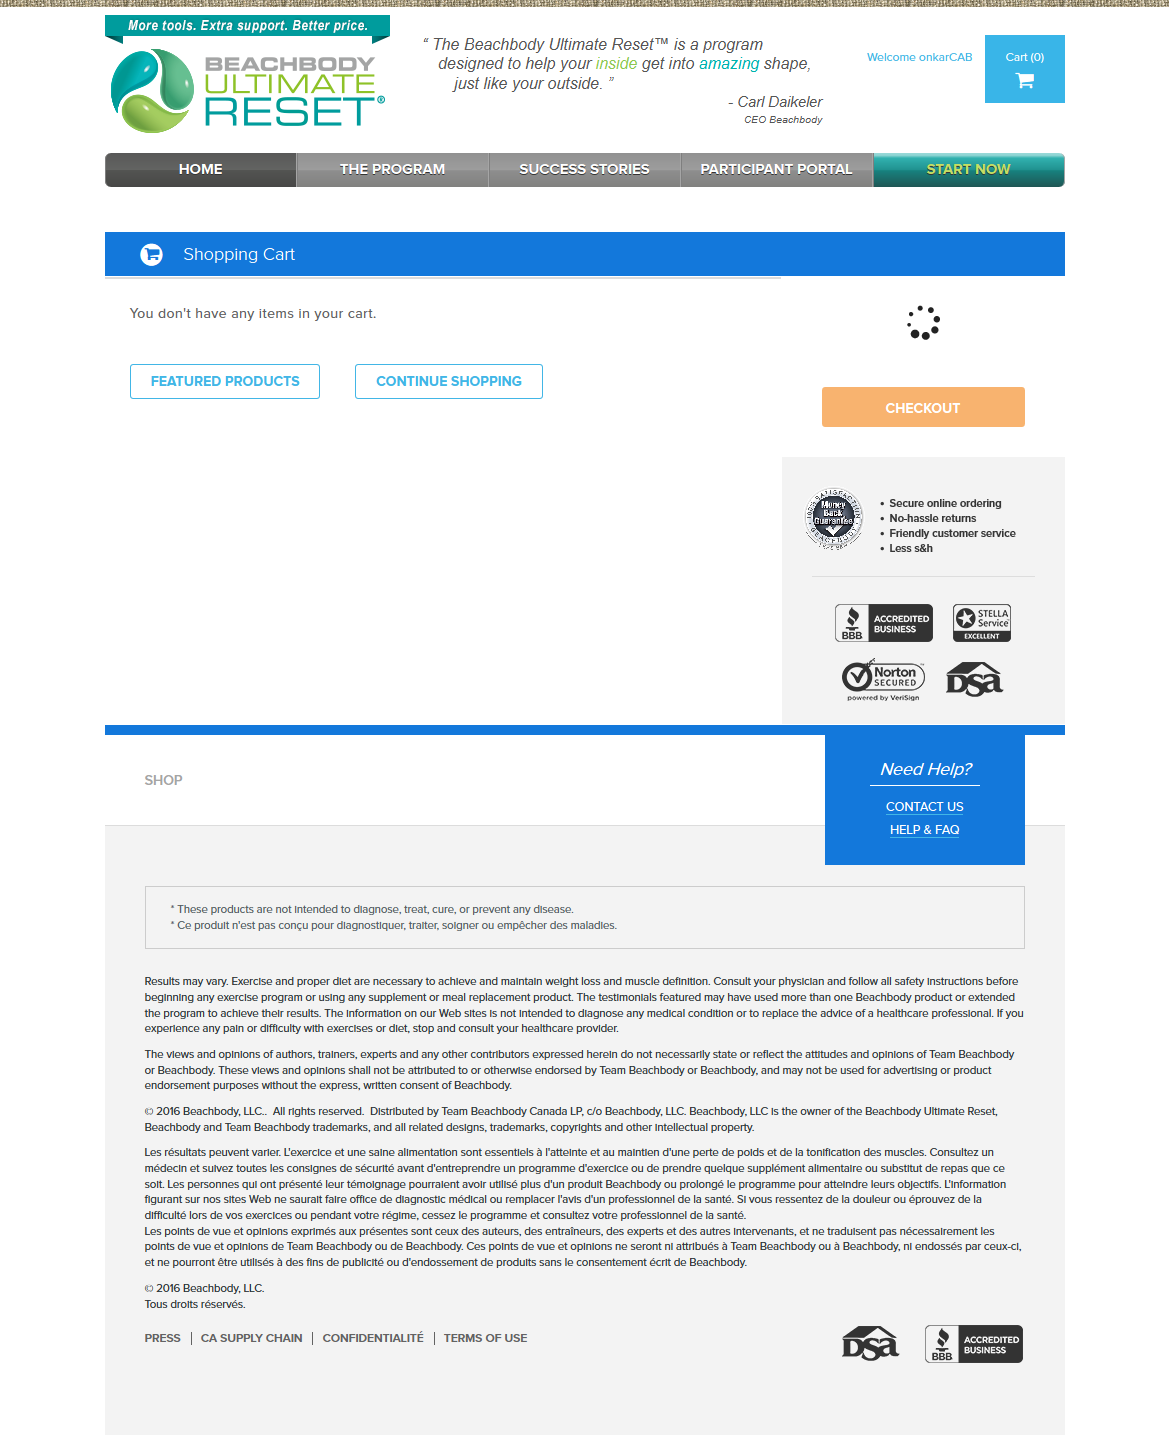 More tools. Extra support. Better price.
BEACHBODY
ULTIMATE
RESET®
“ The Beachbody Ultimate Reset™ is a program
designed to help your inside get into amazing shape,
just like your outside. ”
- Carl Daikeler
CEO Beachbody
Welcome onkarCAB
Cart (0)
HOME
THE PROGRAM
SUCCESS STORIES
PARTICIPANT PORTAL
START NOW
Shopping Cart
You don't have any items in your cart.
FEATURED PRODUCTS
CONTINUE SHOPPING
CHECKOUT
Money
Back
Guarantee
• Secure online ordering
• No-hassle returns
• Friendly customer service
• Less s&h
BBB
ACCREDITED
BUSINESS
STELLA
Service
EXCELLENT
Norton
SECURED
powered by VeriSign
DSA
SHOP
Need Help?
CONTACT US
HELP & FAQ
* These products are not intended to diagnose, treat, cure, or prevent any disease.
* Ce produit n'est pas conçu pour diagnostiquer, traiter, soigner ou empêcher des maladies.
Results may vary. Exercise and proper diet are necessary to achieve and maintain weight loss and muscle definition. Consult your physician and follow all safety instructions before
beginning any exercise program or using any supplement or meal replacement product. The testimonials featured may have used more than one Beachbody product or extended
the program to achieve their results. The information on our Web sites is not intended to diagnose any medical condition or to replace the advice of a healthcare professional. If you
experience any pain or difficulty with exercises or diet, stop and consult your healthcare provider.
The views and opinions of authors, trainers, experts and any other contributors expressed herein do not necessarily state or reflect the attitudes and opinions of Team Beachbody
or Beachbody. These views and opinions shall not be attributed to or otherwise endorsed by Team Beachbody or Beachbody, and may not be used for advertising or product
endorsement purposes without the express, written consent of Beachbody.
© 2016 Beachbody, LLC.. All rights reserved. Distributed by Team Beachbody Canada LP, c/o Beachbody, LLC. Beachbody, LLC is the owner of the Beachbody Ultimate Reset,
Beachbody and Team Beachbody trademarks, and all related designs, trademarks, copyrights and other intellectual property.
Les résultats peuvent varier. L'exercice et une saine alimentation sont essentiels à l'atteinte et au maintien d'une perte de poids et de la tonification des muscles. Consultez un
médecin et suivez toutes les consignes de sécurité avant d'entreprendre un programme d'exercice ou de prendre quelque supplément alimentaire ou substitut de repas que ce
soit. Les personnes qui ont présenté leur témoignage pourraient avoir utilisé plus d'un produit Beachbody ou prolongé le programme pour atteindre leurs objectifs. L'information
figurant sur nos sites Web ne saurait faire office de diagnostic médical ou remplacer l'avis d'un professionnel de la santé. Si vous ressentez de la douleur ou éprouvez de la
difficulté lors de vos exercices ou pendant votre régime, cessez le programme et consultez votre professionnel de la santé.
Les points de vue et opinions exprimés aux présentes sont ceux des auteurs, des entraîneurs, des experts et des autres intervenants, et ne traduisent pas nécessairement les
points de vue et opinions de Team Beachbody ou de Beachbody. Ces points de vue et opinions ne seront ni attribués à Team Beachbody ou à Beachbody, ni endossés par ceux-ci,
et ne pourront être utilisés à des fins de publicité ou d'endossement de produits sans le consentement écrit de Beachbody.
© 2016 Beachbody, LLC.
Tous droits réservés.
PRESS | CA SUPPLY CHAIN | CONFIDENTIALITÉ | TERMS OF USE
DSA
BBB
ACCREDITED
BUSINESS